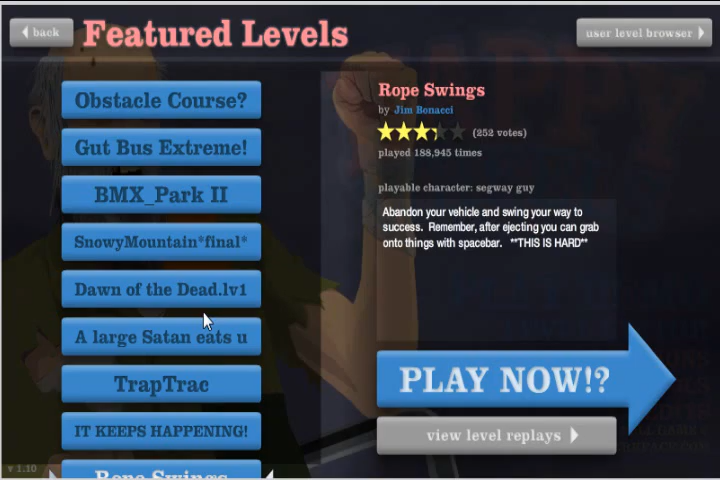 back
Featured Levels
user level browser
Obstacle Course?
Gut Bus Extreme!
BMX_Park II
SnowyMountain*final*
Dawn of the Dead.lv1
A large Satan eats u
TrapTrac
IT KEEPS HAPPENING!
Rope Swings
v 1.10
Rope Swings
by Jim Bonacci
(252 votes)
played 188,945 times
playable character: segway guy
Abandon your vehicle and swing your way to
success. Remember, after ejecting you can grab
onto things with spacebar. **THIS IS HARD**
PLAY NOW!?
view level replays